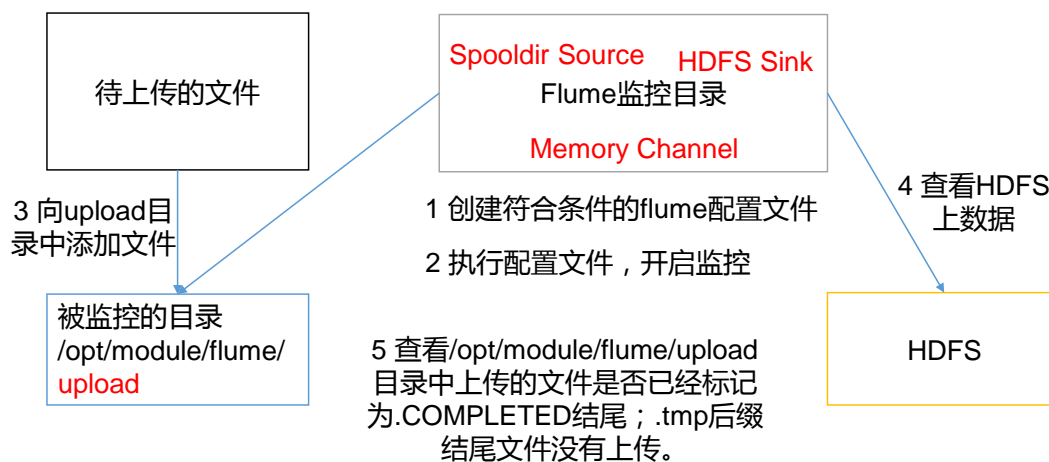 待上传的文件
Spooldir Source
HDFS Sink
Flume监控目录
Memory Channel
3 向upload目
录中添加文件
1 创建符合条件的flume配置文件
2 执行配置文件，开启监控
4 查看HDFS
上数据
被监控的目录
/opt/module/flume/
upload
5 查看/opt/module/flume/upload
目录中上传的文件是否已经标记
为.COMPLETED结尾；.tmp后缀
结尾文件没有上传。
HDFS